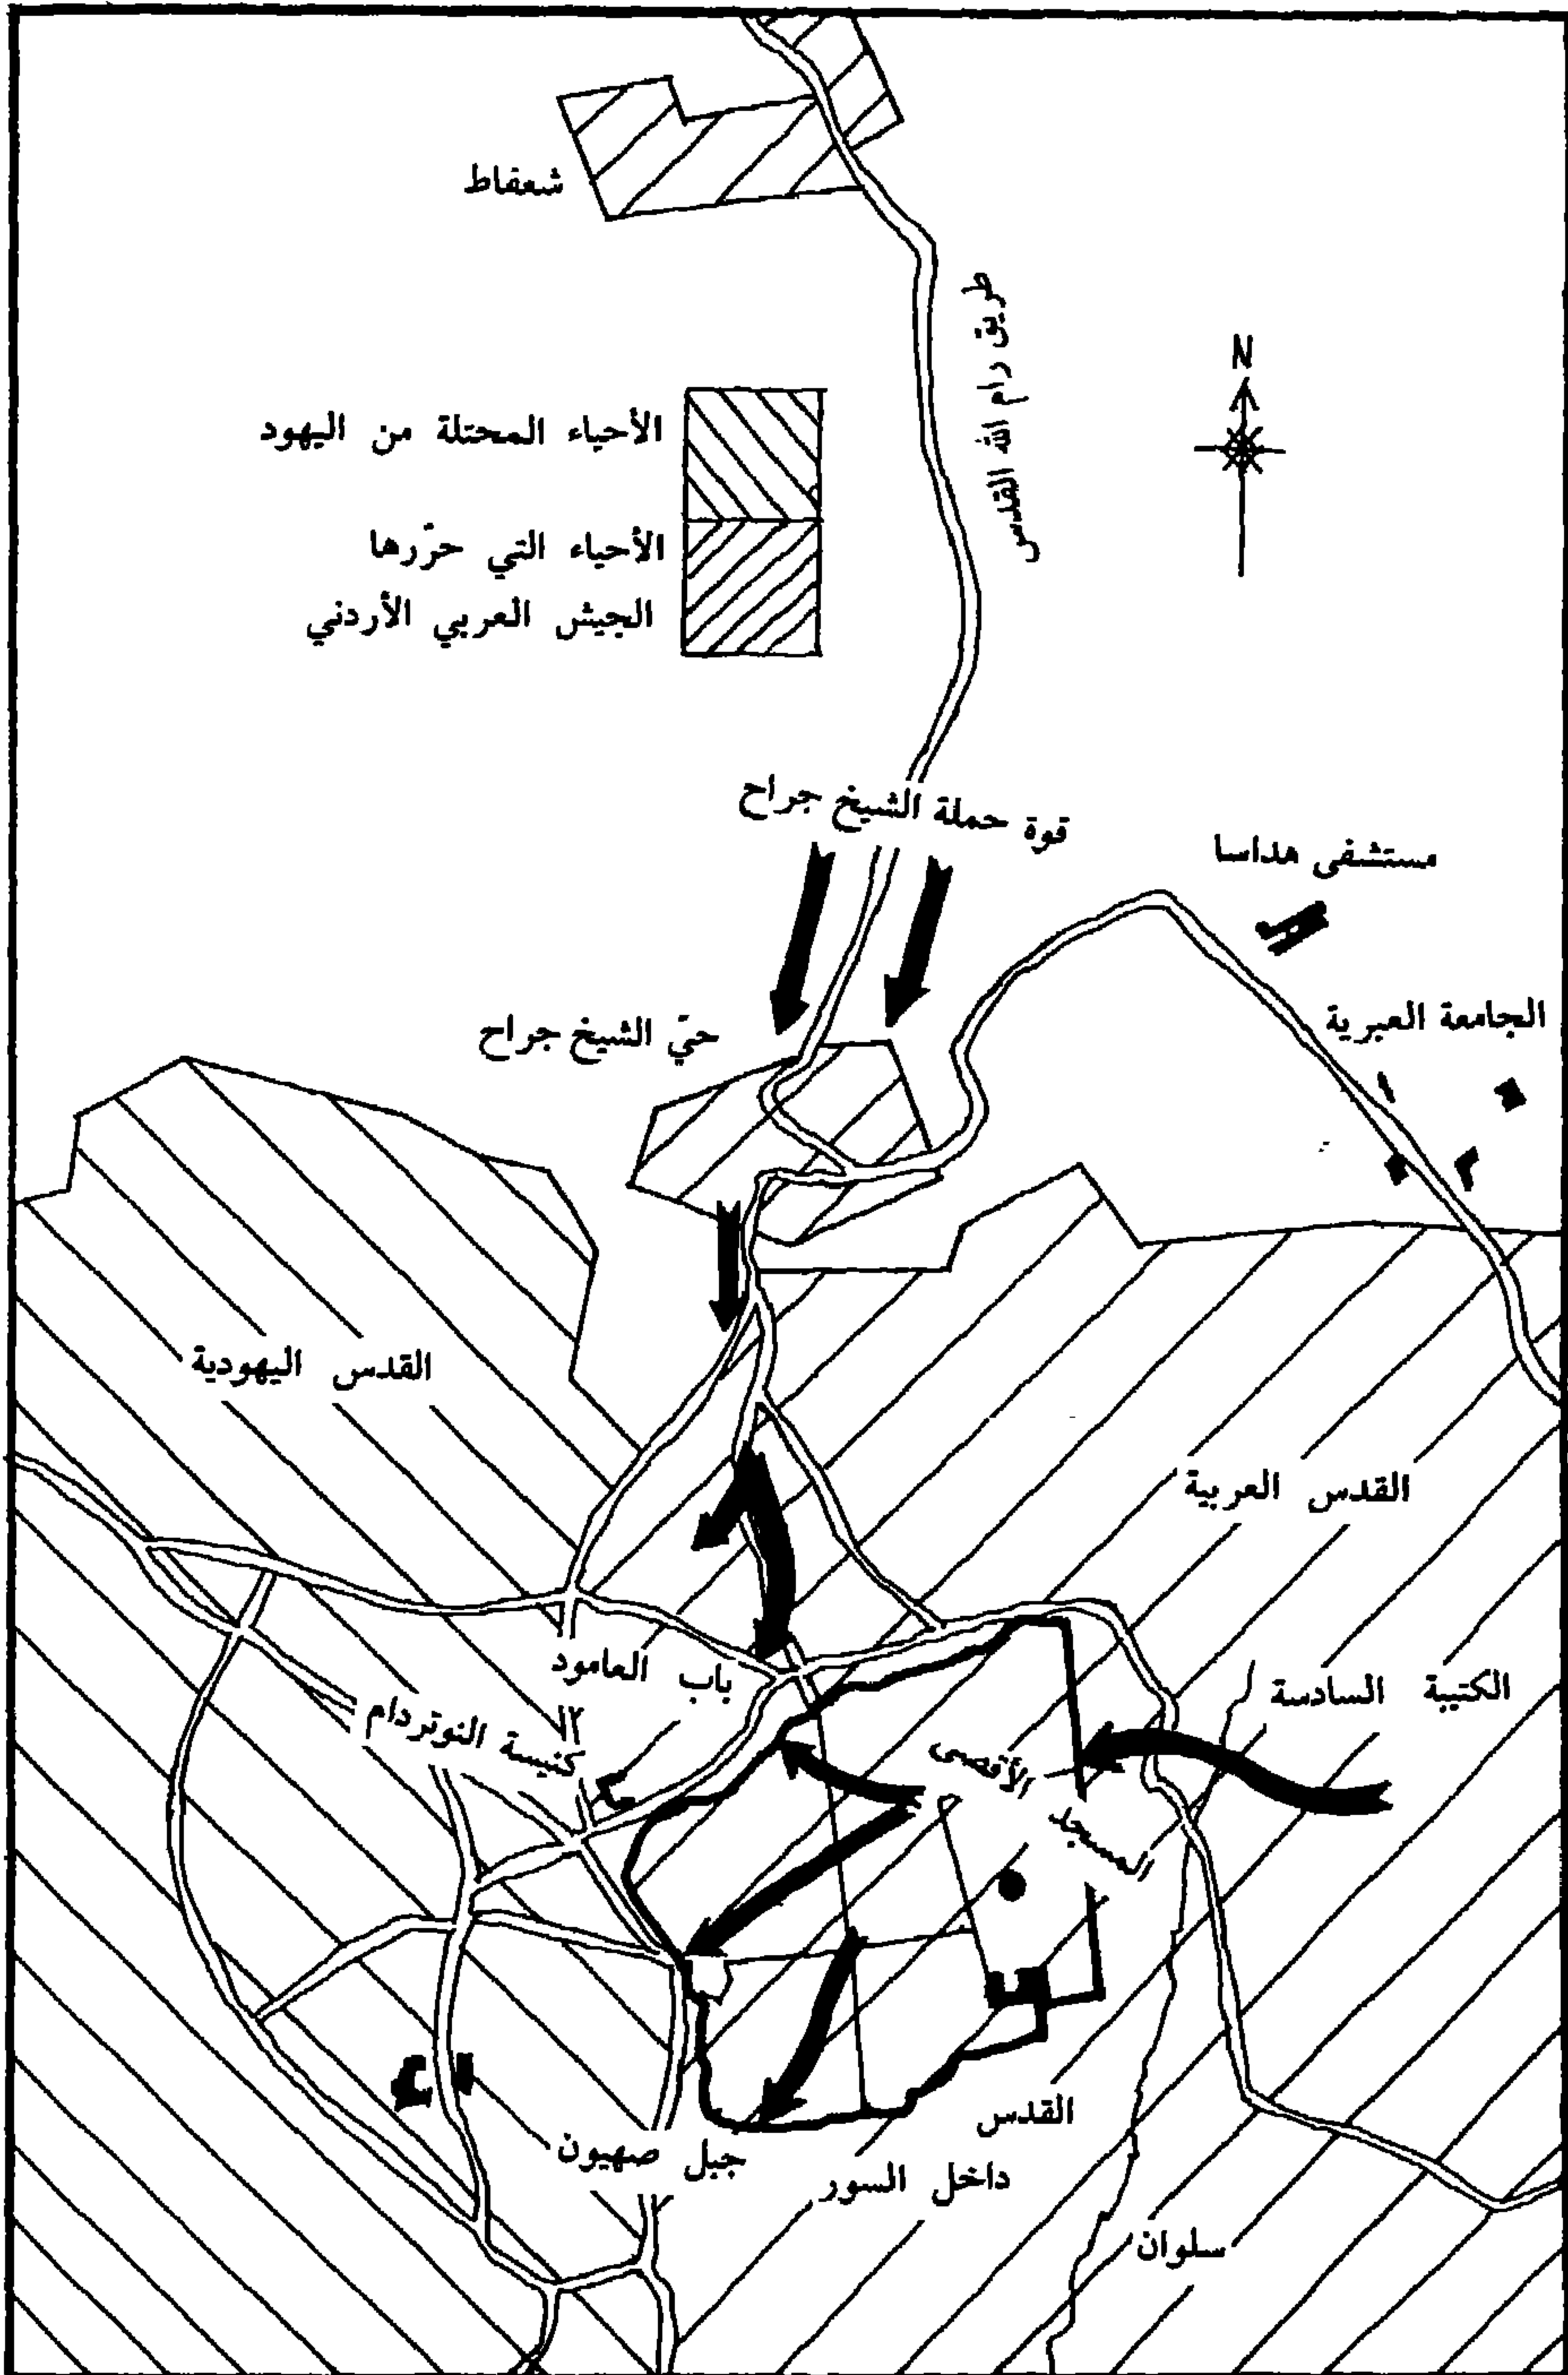 شعفاط
طريق رام الله القدس
N
الأحياء المحتلة من اليهود
الأحياء التي حرّرها
الجيش العربي الأردني
قوة حملة الشيخ جراح
مستشفى هداسا
الجامعة العبرية
حيّ الشيخ جراح
القدس اليهودية
القدس العربية
باب العامود
الكتيبة السادسة
كنيسة النوتردام
المسجد الأقصى
القدس
داخل السور
جبل صهيون
سلوان